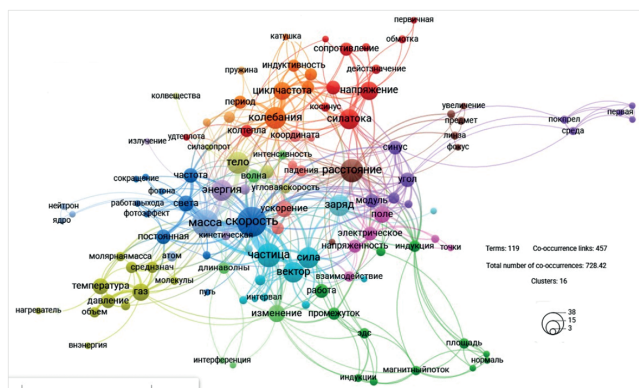 первичная
катушка
сопротивление
обмотка
индуктивность
пружина
действзначение
циклчастота
напряжение
колвещества
период
косинус
увеличение
колебания
силатока
предмет
покпрел
первая
удтеплота
колтепла
координата
линза
среда
излучение
силасопрот
фокус
интенсивность
синус
тело
падения
расстояние
сокращение
частота
волна
угол
фотона
энергия
угловаяскорость
модуль
нейтрон
работавыхода
света
заряд
ядро
фотоэффект
масса
скорость
ускорение
поле
постоянная
кинетическая
электрическое
напряженность
индукция
точки
Terms: 119 Co-occurrence links: 457
молярнаямасса
атом
частица
сила
среднзнач
длинаволны
вектор
взаимодействие
Total number of co-occurrences: 728.42
температура
газ
молекулы
путь
работа
Clusters: 16
давление
интервал
нагреватель
объем
изменение
промежуток
38
15
3
эдс
внэнергия
площадь
интерференция
нормаль
индукции
магнитныйпоток